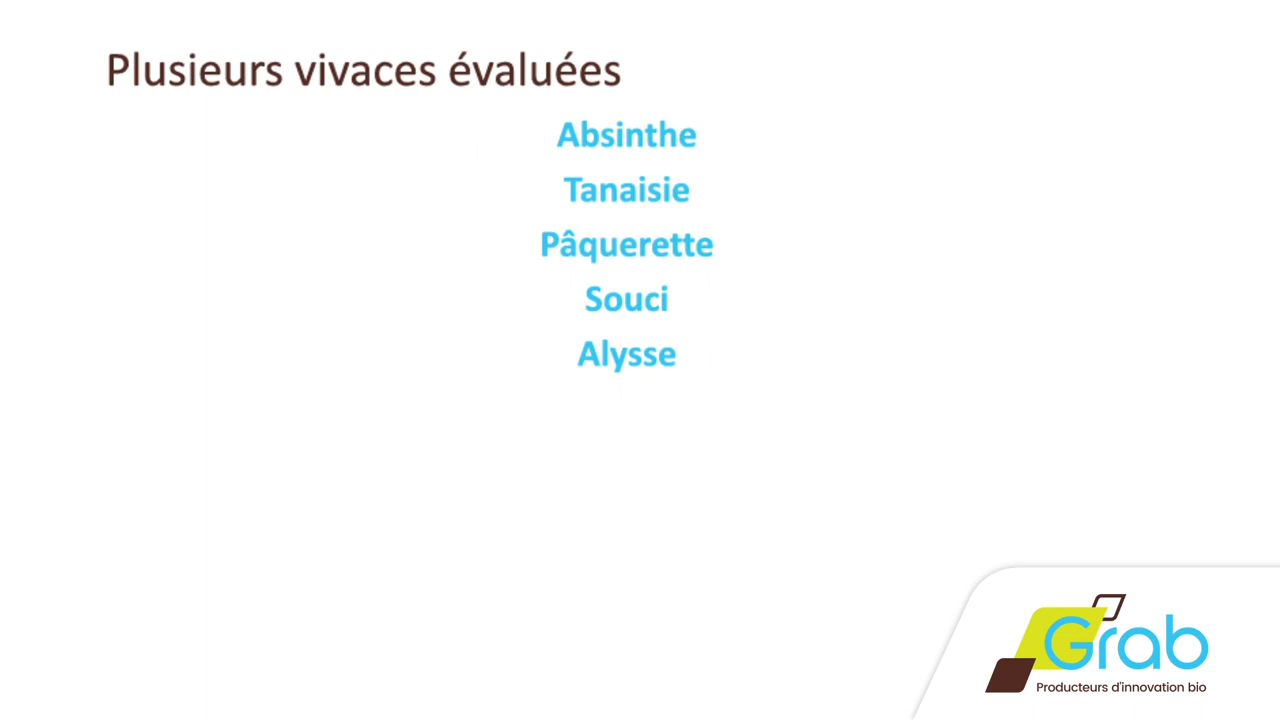 Plusieurs vivaces évaluées
Absinthe
Tanaisie
Pâquerette
Souci
Alysse
Grab
Producteurs d'innovation bio